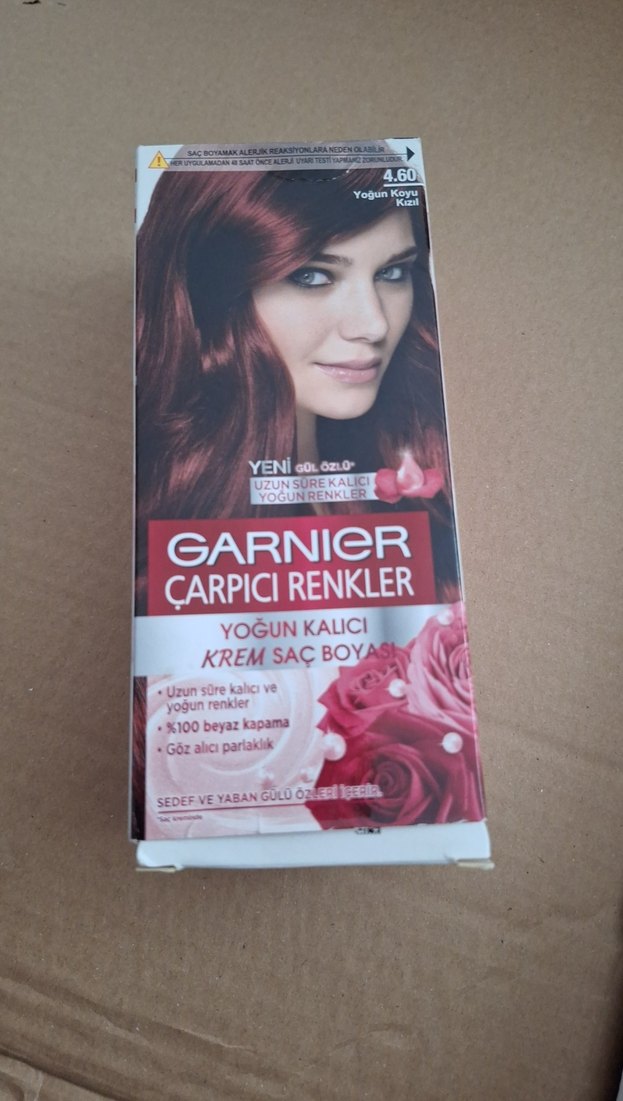 SAÇ BOYAMAK ALERJİK REAKSİYONLARA NEDEN OLABİLİR
HER UYGULAMADAN 48 SAAT ÖNCE ALERJİ UYARI TESTİ YAPMANIZ ZORUNLUDUR.
4.60
Yoğun Koyu
Kızıl
YENİ GÜL ÖZLÜ*
UZUN SÜRE KALICI
YOĞUN RENKLER
GARNIER
ÇARPICI RENKLER
YOĞUN KALICI
KREM SAÇ BOYASI
• Uzun süre kalıcı ve
yoğun renkler
• %100 beyaz kapama
• Göz alıcı parlaklık
SEDEF VE YABAN GÜLÜ ÖZLERİ İÇERİR.
*Saç kreminde